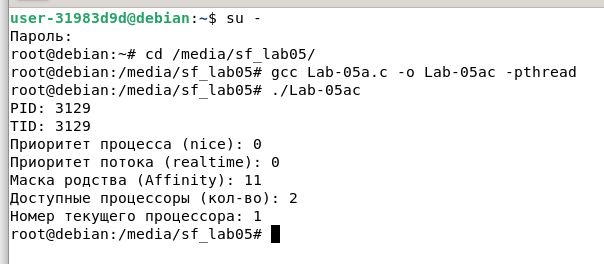 user-31983d9d@debian:~$ su -
Пароль:
root@debian:~# cd /media/sf_lab05/
root@debian:/media/sf_lab05# gcc Lab-05a.c -o Lab-05ac -pthread
root@debian:/media/sf_lab05# ./Lab-05ac
PID: 3129
TID: 3129
Приоритет процесса (nice): 0
Приоритет потока (realtime): 0
Маска родства (Affinity): 11
Доступные процессоры (кол-во): 2
Номер текущего процессора: 1
root@debian:/media/sf_lab05#